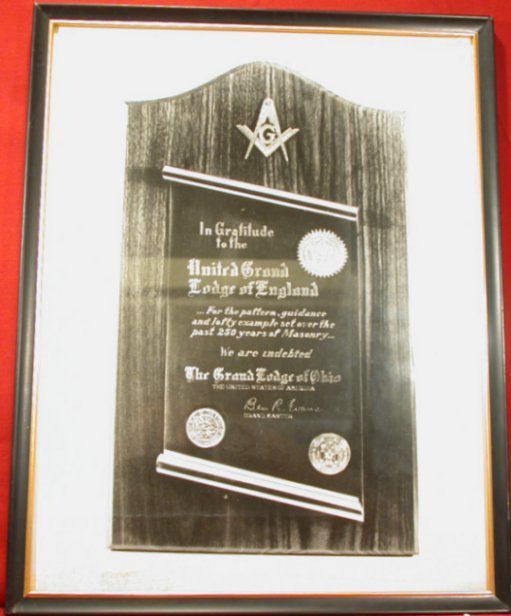 G
In Gratitude
to the
United Grand
Lodge of England
...For the pattern, guidance
and lofty example set over the
past 250 years of Masonry...
We are indebted
The Grand Lodge of Ohio
THE UNITED STATES OF AMERICA
Ben R. Evans
GRAND MASTER